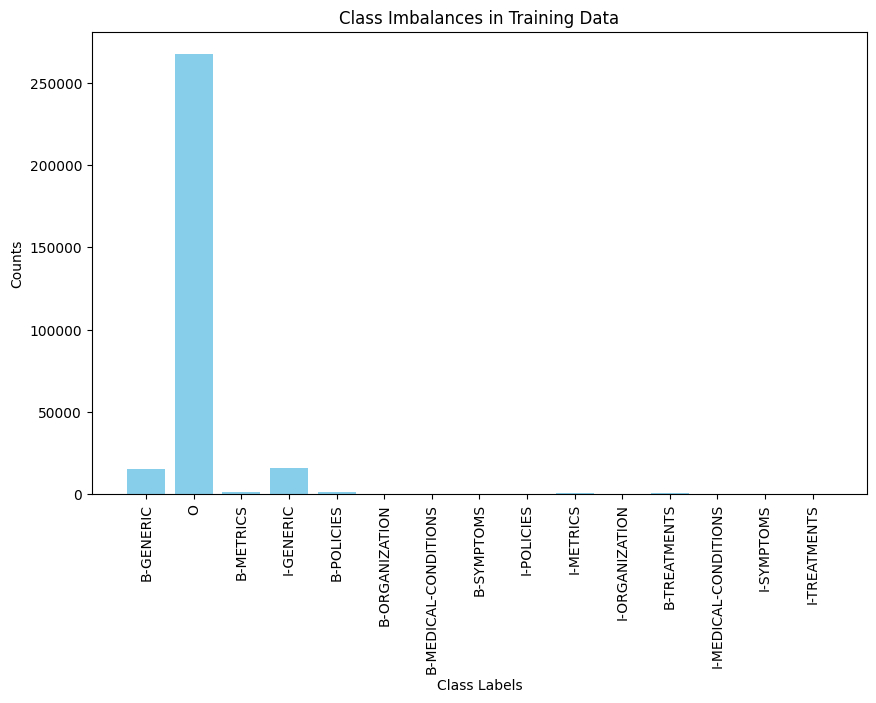 Class Imbalances in Training Data
Counts
250000
200000
150000
100000
50000
0
B-GENERIC
O
B-METRICS
I-GENERIC
B-POLICIES
B-ORGANIZATION
B-MEDICAL-CONDITIONS
B-SYMPTOMS
I-POLICIES
I-METRICS
I-ORGANIZATION
B-TREATMENTS
I-MEDICAL-CONDITIONS
I-SYMPTOMS
I-TREATMENTS
Class Labels